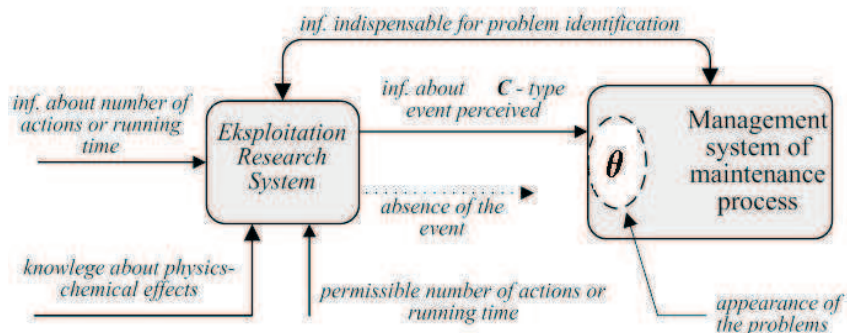 inf. indispensable for problem identification
inf. about number of
actions or running
time
inf. about C - type
event perceived
Eksploitation
Research
System
Management
system of
maintenance
process
θ
absence of the
event
knowlege about physics-
chemical effects
permissible number of actions or
running time
appearance of
the problems